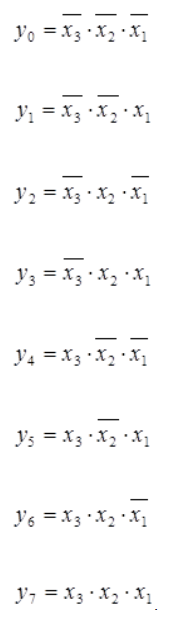 y₀ = x̅₃ · x̅₂ · x̅₁
y₁ = x̅₃ · x̅₂ · x₁
y₂ = x̅₃ · x₂ · x̅₁
y₃ = x̅₃ · x₂ · x₁
y₄ = x₃ · x̅₂ · x̅₁
y₅ = x₃ · x̅₂ · x₁
y₆ = x₃ · x₂ · x̅₁
y₇ = x₃ · x₂ · x₁.